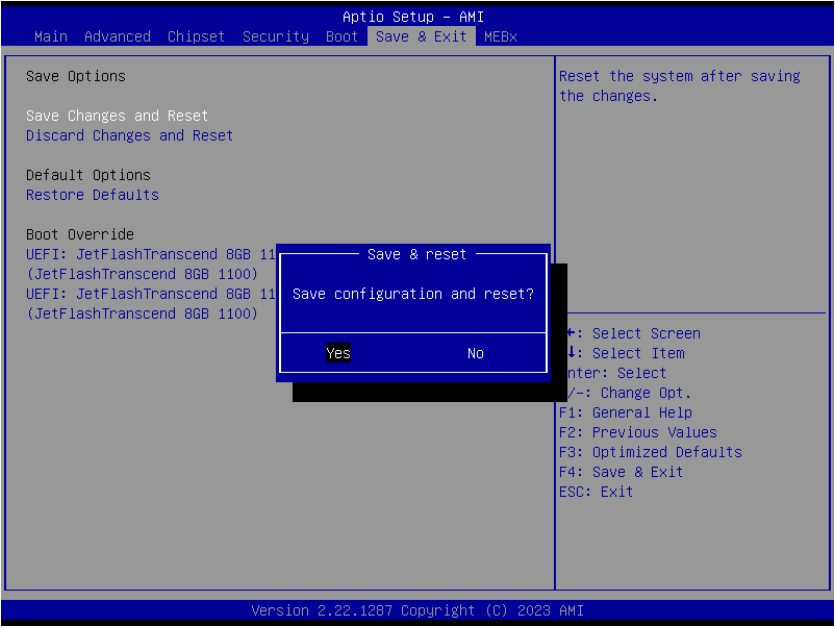 Aptio Setup – AMI
Main Advanced Chipset Security Boot Save & Exit MEBx
Save Options
Save Changes and Reset
Discard Changes and Reset
Default Options
Restore Defaults
Boot Override
UEFI: JetFlashTranscend 8GB 11
(JetFlashTranscend 8GB 1100)
UEFI: JetFlashTranscend 8GB 11
(JetFlashTranscend 8GB 1100)
Save & reset
Save configuration and reset?
Yes No
Reset the system after saving
the changes.
←: Select Screen
↓: Select Item
nter: Select
/-: Change Opt.
F1: General Help
F2: Previous Values
F3: Optimized Defaults
F4: Save & Exit
ESC: Exit
Version 2.22.1287 Copyright (C) 2023 AMI